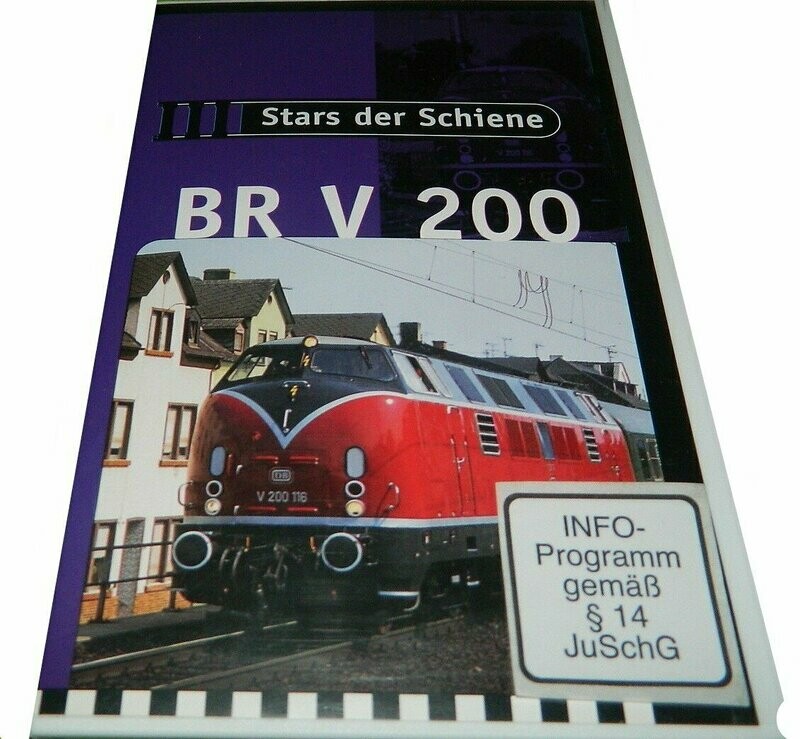 Stars der Schiene
BR V 200
DB
V 200 116
INFO-
Programm
gemäß
§ 14
JuSchG